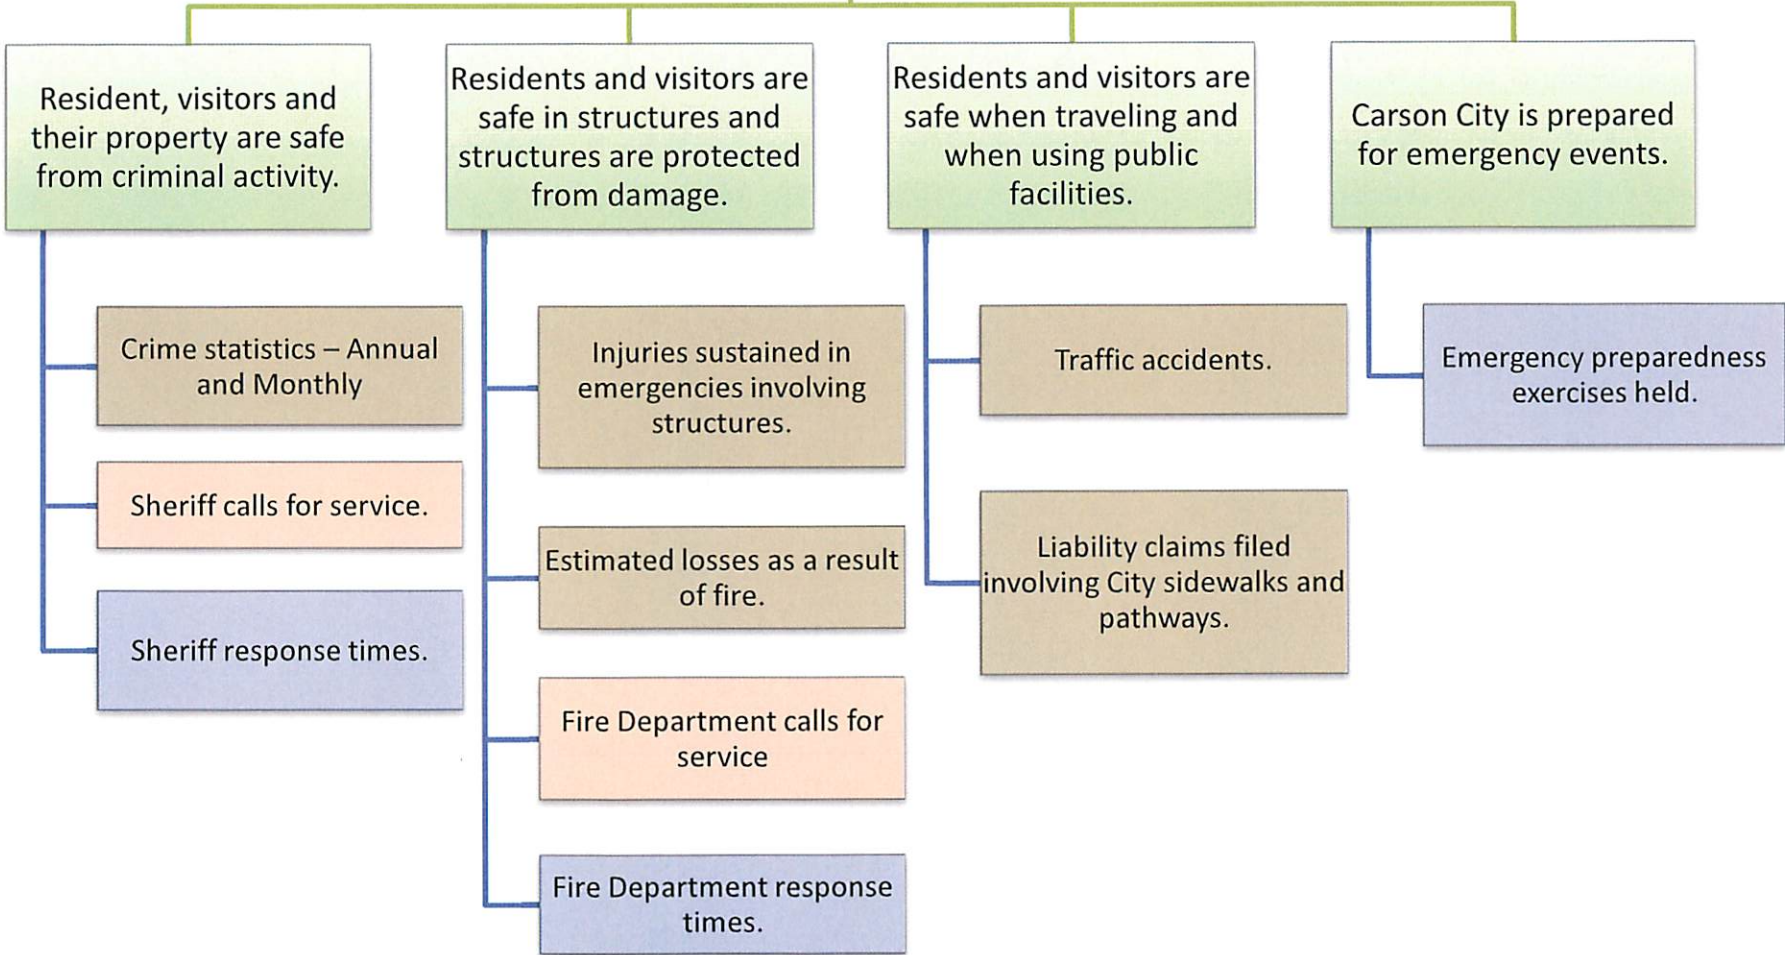 Resident, visitors and
their property are safe
from criminal activity.
Crime statistics – Annual
and Monthly
Sheriff calls for service.
Sheriff response times.
Residents and visitors are
safe in structures and
structures are protected
from damage.
Injuries sustained in
emergencies involving
structures.
Estimated losses as a result
of fire.
Fire Department calls for
service
Fire Department response
times.
Residents and visitors are
safe when traveling and
when using public
facilities.
Traffic accidents.
Liability claims filed
involving City sidewalks and
pathways.
Carson City is prepared
for emergency events.
Emergency preparedness
exercises held.